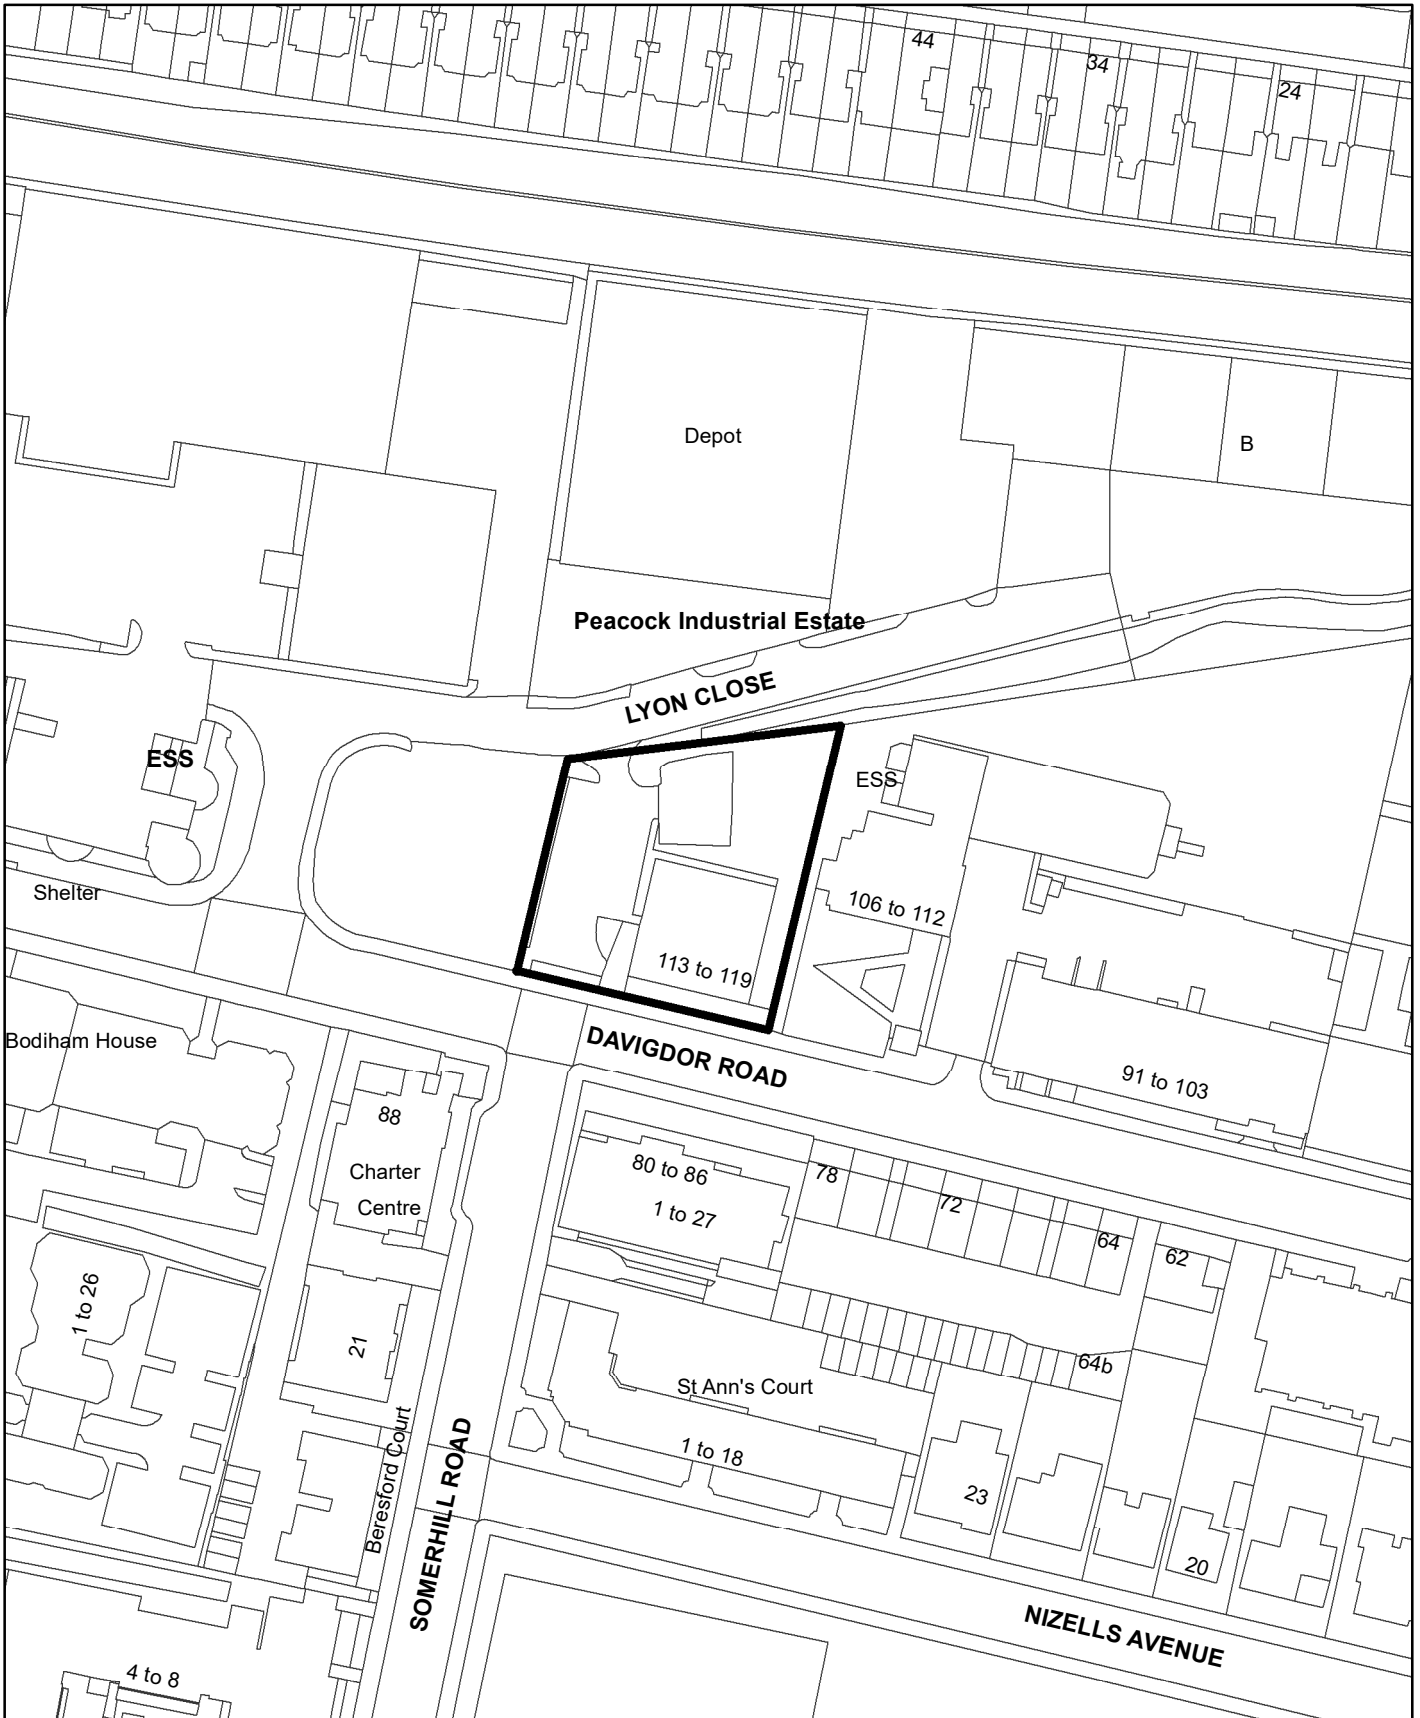 44
34
24
Depot
B
Peacock Industrial Estate
LYON CLOSE
ESS
ESS
Shelter
106 to 112
113 to 119
DAVIGDOR ROAD
Bodiham House
91 to 103
88
Charter
Centre
80 to 86
1 to 27
78
72
64
62
1 to 26
21
64b
St Ann's Court
1 to 18
Beresford Court
SOMERHILL ROAD
23
20
NIZELLS AVENUE
4 to 8